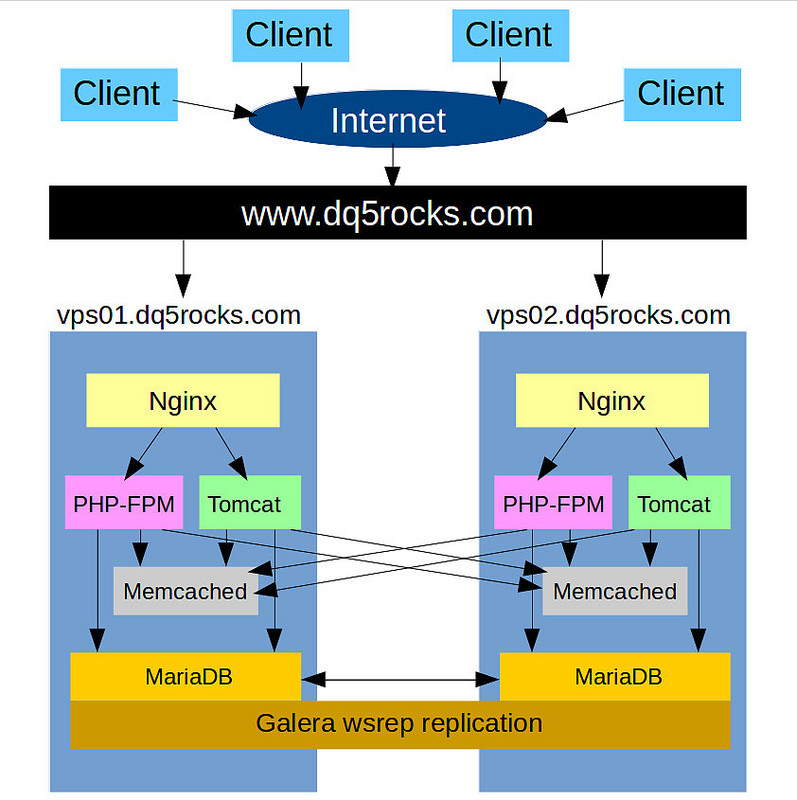 Client
Client
Client
Client
Internet
www.dq5rocks.com
vps01.dq5rocks.com
vps02.dq5rocks.com
Nginx
Nginx
PHP-FPM
Tomcat
PHP-FPM
Tomcat
Memcached
Memcached
MariaDB
MariaDB
Galera wsrep replication